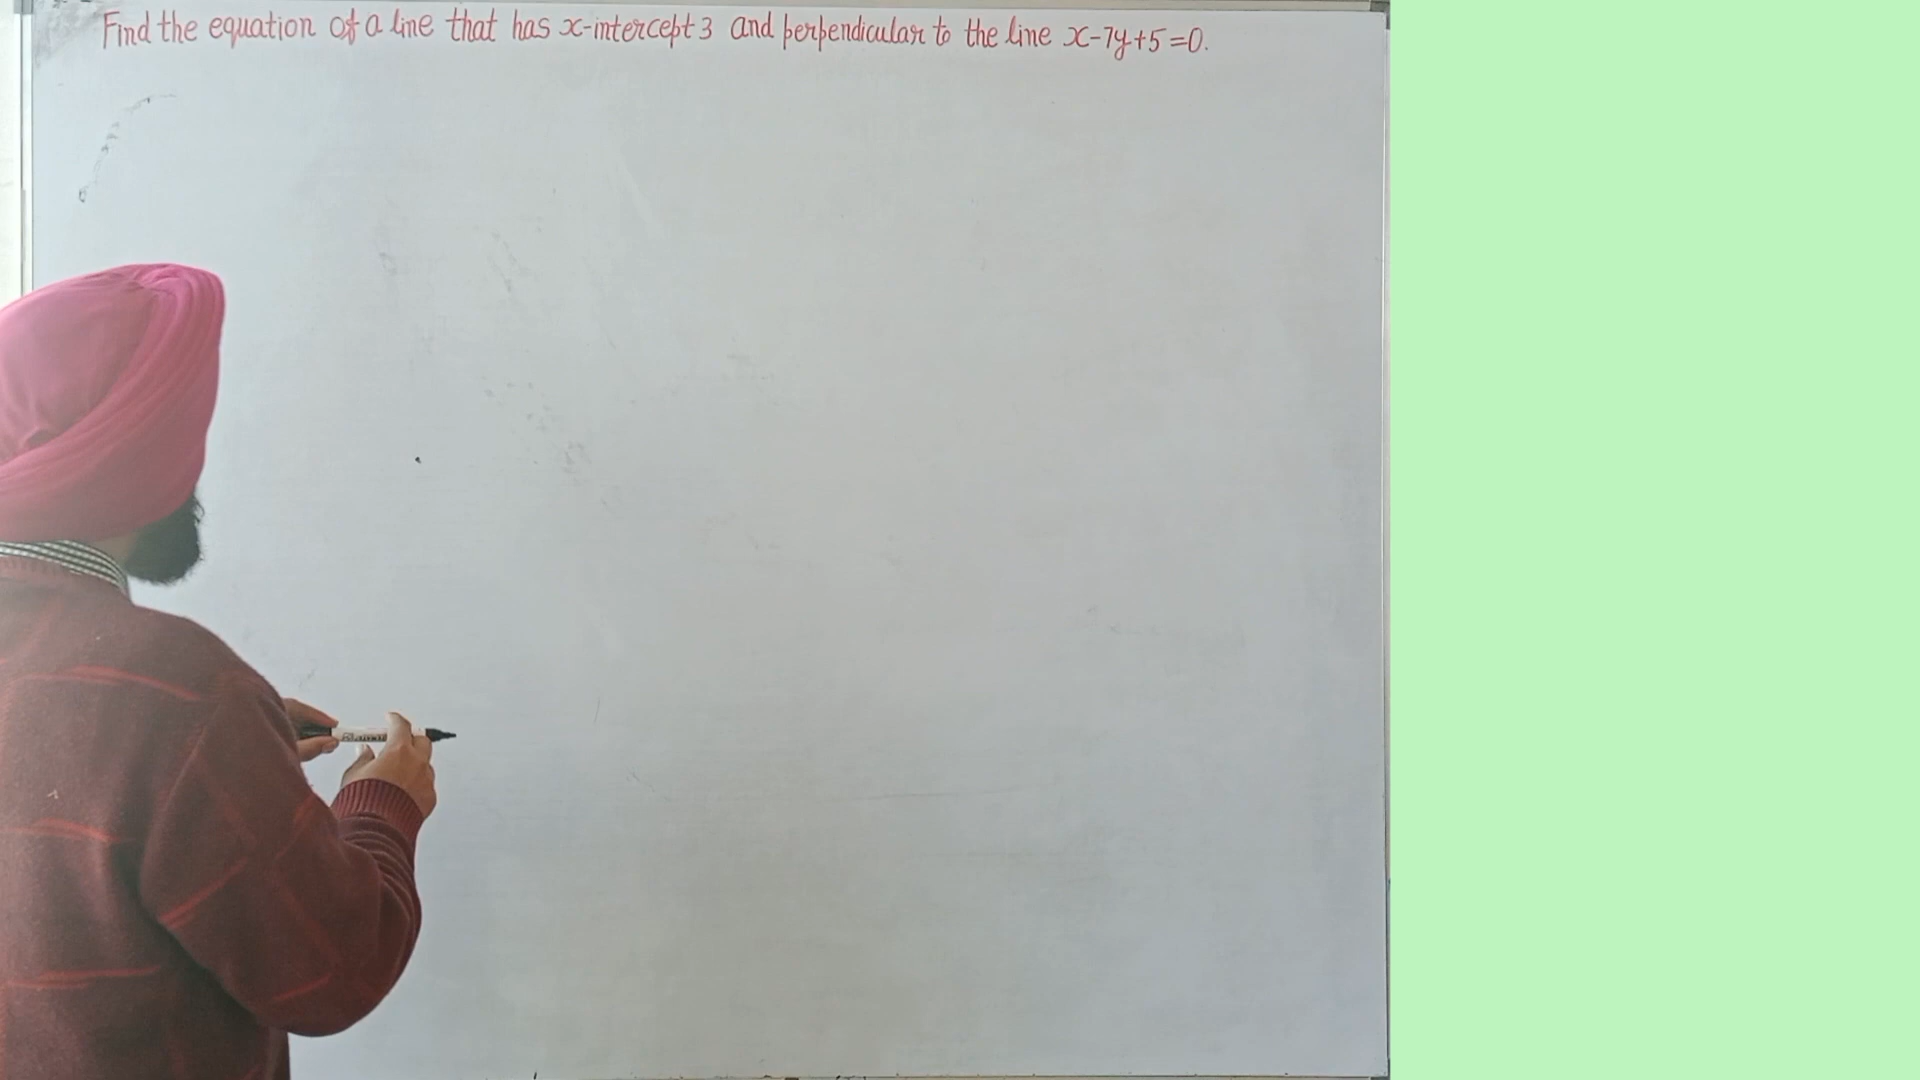 Find the equation of a line that has x-intercept 3 and perpendicular to the line x-7y+5=0.